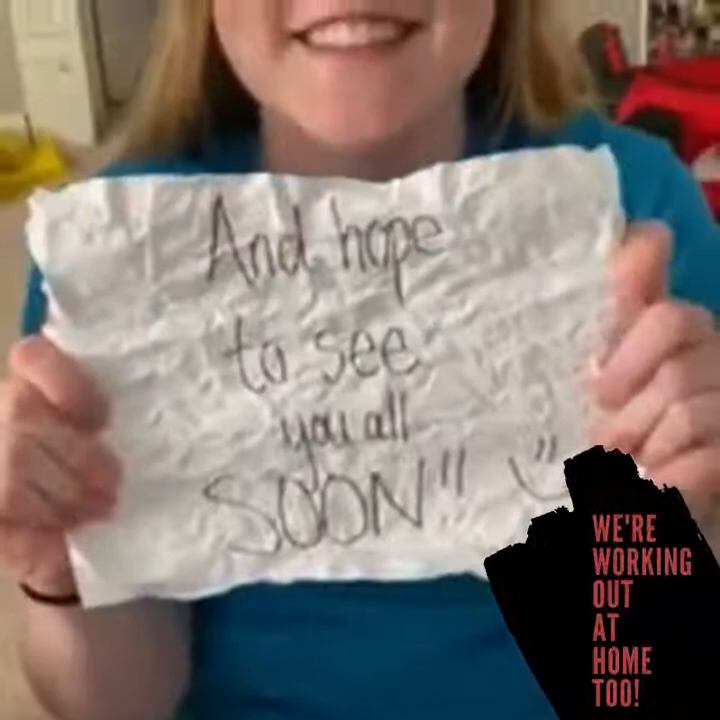 And hope
to see
you all
SOON!! :)
WE'RE
WORKING
OUT
AT
HOME
TOO!